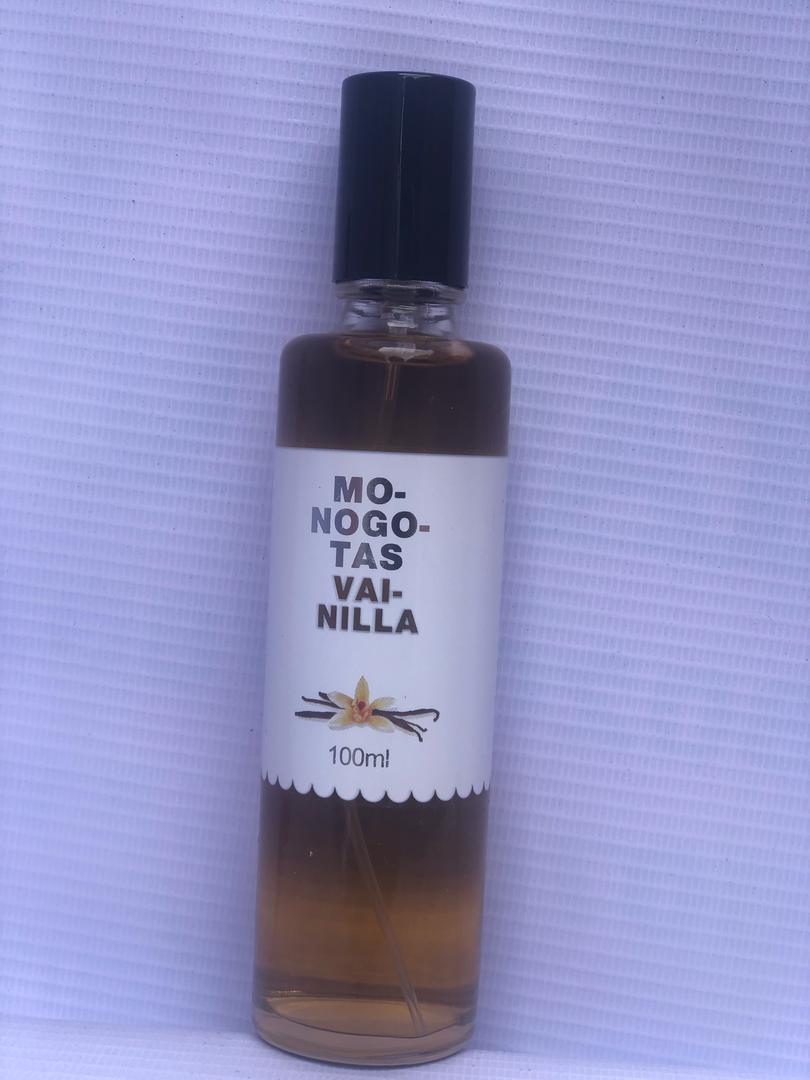 MO-
NOGO-
TAS
VAI-
NILLA
100ml